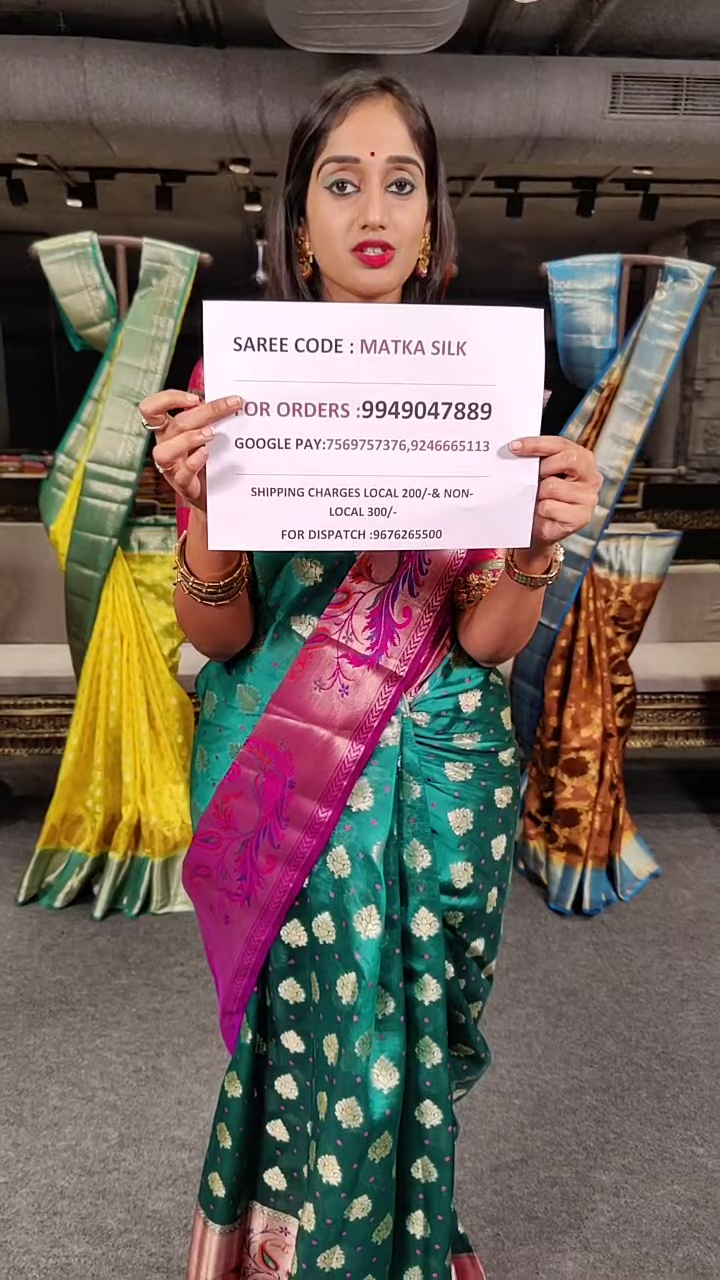 SAREE CODE : MATKA SILK
FOR ORDERS :9949047889
GOOGLE PAY:7569757376,9246665113
SHIPPING CHARGES LOCAL 200/-& NON-
LOCAL 300/-
FOR DISPATCH :9676265500